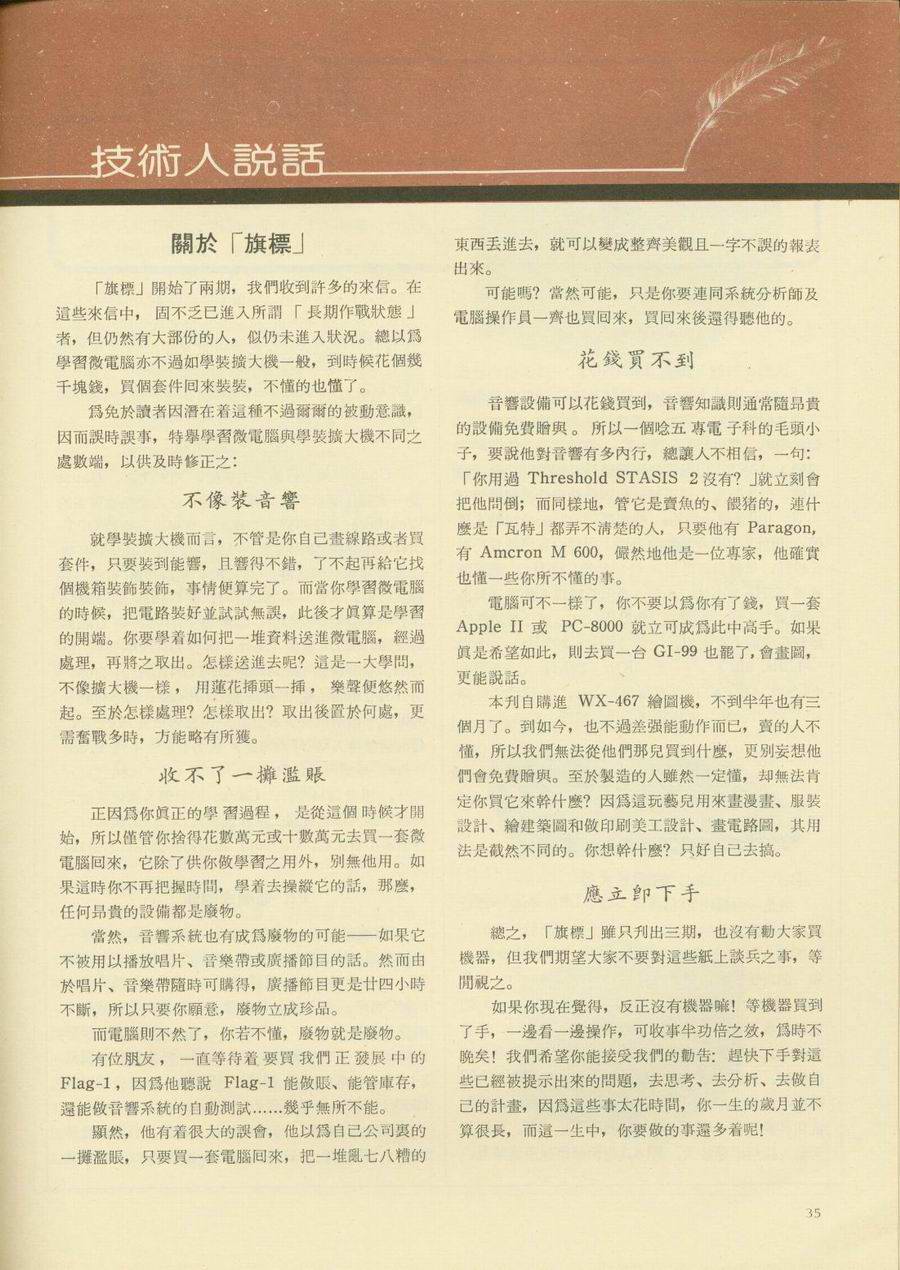 技術人説話
關於「旗標」
「旗標」開始了兩期，我們收到許多的來信。在
這些來信中， 固不乏已進入所謂 「 長期作戰狀態 」
者，但仍然有大部份的人，似仍未進入狀況。總以爲
學習微電腦亦不過如學裝擴大機一般，到時候花個幾
千塊錢，買個套件回來裝裝，不懂的也懂了。
爲免於讀者因潛在着這種不過爾爾的被動意識，
因而誤時誤事，特舉學習微電腦與學裝擴大機不同之
處數端，以供及時修正之：
不像裝音響
就學裝擴大機而言，不管是你自己畫線路或者買
套件，只要裝到能響，且響得不錯，了不起再給它找
個機箱裝飾裝飾，事情便算完了。而當你學習微電腦
的時候，把電路裝好並試試無誤，此後才眞算是學習
的開端。你要學着如何把一堆資料送進微電腦，經過
處理，再將之取出。怎樣送進去呢？這是一大學問，
不像擴大機一樣 ， 用蓮花揷頭一揷 ， 樂聲便悠然而
起。至於怎樣處理？怎樣取出？取出後置於何處，更
需奮戰多時，方能略有所獲。
收不了一攤濫賬
正因爲你眞正的學 習過程 ， 是從這個 時候才開
始，所以僅管你捨得花數萬元或十數萬元去買一套微
電腦回來，它除了供你做學習之用外，別無他用。如
果這時你不再把握時間，學着去操縱它的話，那麽，
任何昂貴的設備都是廢物。
當然，音響系統也有成爲廢物的可能——如果它
不被用以播放唱片、音樂帶或廣播節目的話。然而由
於唱片、音樂帶隨時可購得，廣播節目更是廿四小時
不斷，所以只要你願意，廢物立成珍品。
而電腦則不然了，你若不懂，廢物就是廢物。
有位朋友 ， 一直等待着 要買 我們 正 發展 中 的
Flag-1 ，因爲他聽說 Flag-1 能做賬、能管庫存，
還能做音響系統的自動測試……幾乎無所不能。
顯然，他有着很大的誤會，他以爲自己公司裏的
一攤濫賬，只要買一套電腦回來，把一堆亂七八糟的
東西丟進去，就可以變成整齊美觀且一字不誤的報表
出來。
可能嗎？當然可能，只是你要連同系統分析師及
電腦操作員一齊也買回來，買回來後還得聽他的。
花錢買不到
音響設備可以花錢買到，音響知識則通常隨昂貴
的設備免費贈與 。 所以一個唸五 專電 子科的毛頭小
子，要說他對音響有多內行，總讓人不相信，一句：
「你用過 Threshold STASIS 2 沒有？」就立刻會
把他問倒；而同樣地，管它是賣魚的、餵猪的，連什
麽是「瓦特」都弄不清楚的人，只要他有 Paragon,
有 Amcron M 600，儼然地他是一位專家，他確實
也懂一些你所不懂的事。
電腦可不一樣了，你不要以爲你有了錢，買一套
Apple II 或 PC-8000 就立可成爲此中高手。如果
眞是希望如此，則去買一台 GI-99 也罷了，會畫圖，
更能說話。
本刋自購進 WX-467 繪圖機，不到半年也有三
個月了。到如今，也不過差强能動作而已，賣的人不
懂，所以我們無法從他們那兒買到什麽，更別妄想他
們會免費贈與。至於製造的人雖然一定懂，却無法肯
定你買它來幹什麽？因爲這玩藝兒用來畫漫畫、服裝
設計、繪建築圖和做印刷美工設計、畫電路圖，其用
法是截然不同的。你想幹什麽？只好自己去搞。
應立卽下手
總之，「旗標」雖只刋出三期，也沒有勸大家買
機器，但我們期望大家不要對這些紙上談兵之事，等
閒視之。
如果你現在覺得，反正沒有機器嘛！等機器買到
了手，一邊看一邊操作，可收事半功倍之效，爲時不
晚矣！我們希望你能接受我們的勸告：趕快下手對這
些已經被提示出來的問題，去思考、去分析、去做自
己的計畫，因爲這些事太花時間，你一生的歲月並不
算很長，而這一生中，你要做的事還多着呢！
35